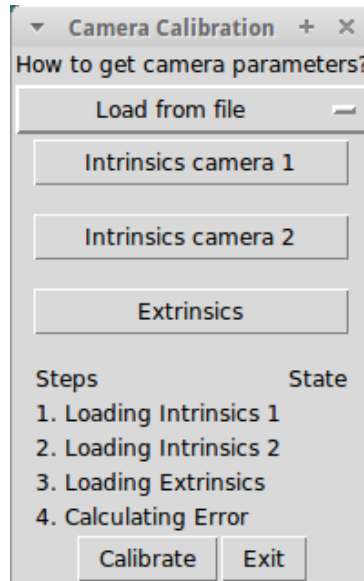 Camera Calibration
How to get camera parameters?
Load from file
Intrinsics camera 1
Intrinsics camera 2
Extrinsics
Steps State
1. Loading Intrinsics 1
2. Loading Intrinsics 2
3. Loading Extrinsics
4. Calculating Error
Calibrate Exit